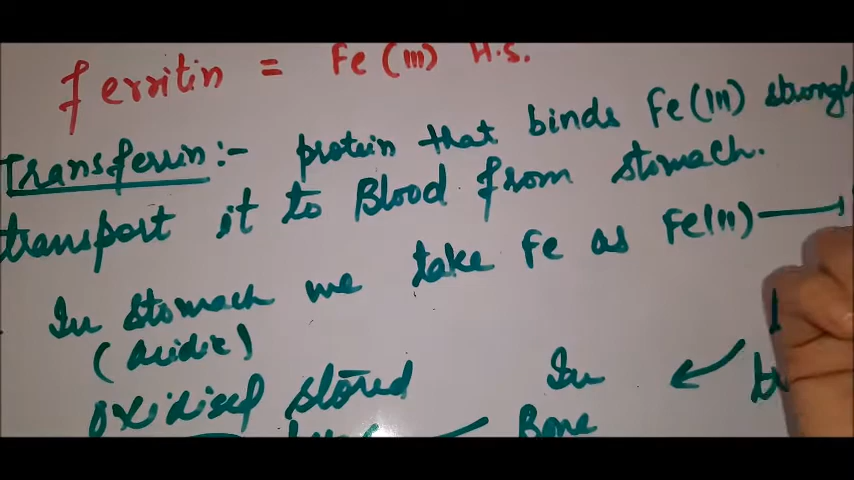 ferritin = Fe(III) H.S.
Transferrin:- protein that binds Fe(III) strongly
transport it to Blood from stomach.
In stomach we take Fe as Fe(II) →
(acidic)
oxidised stored In
Bone